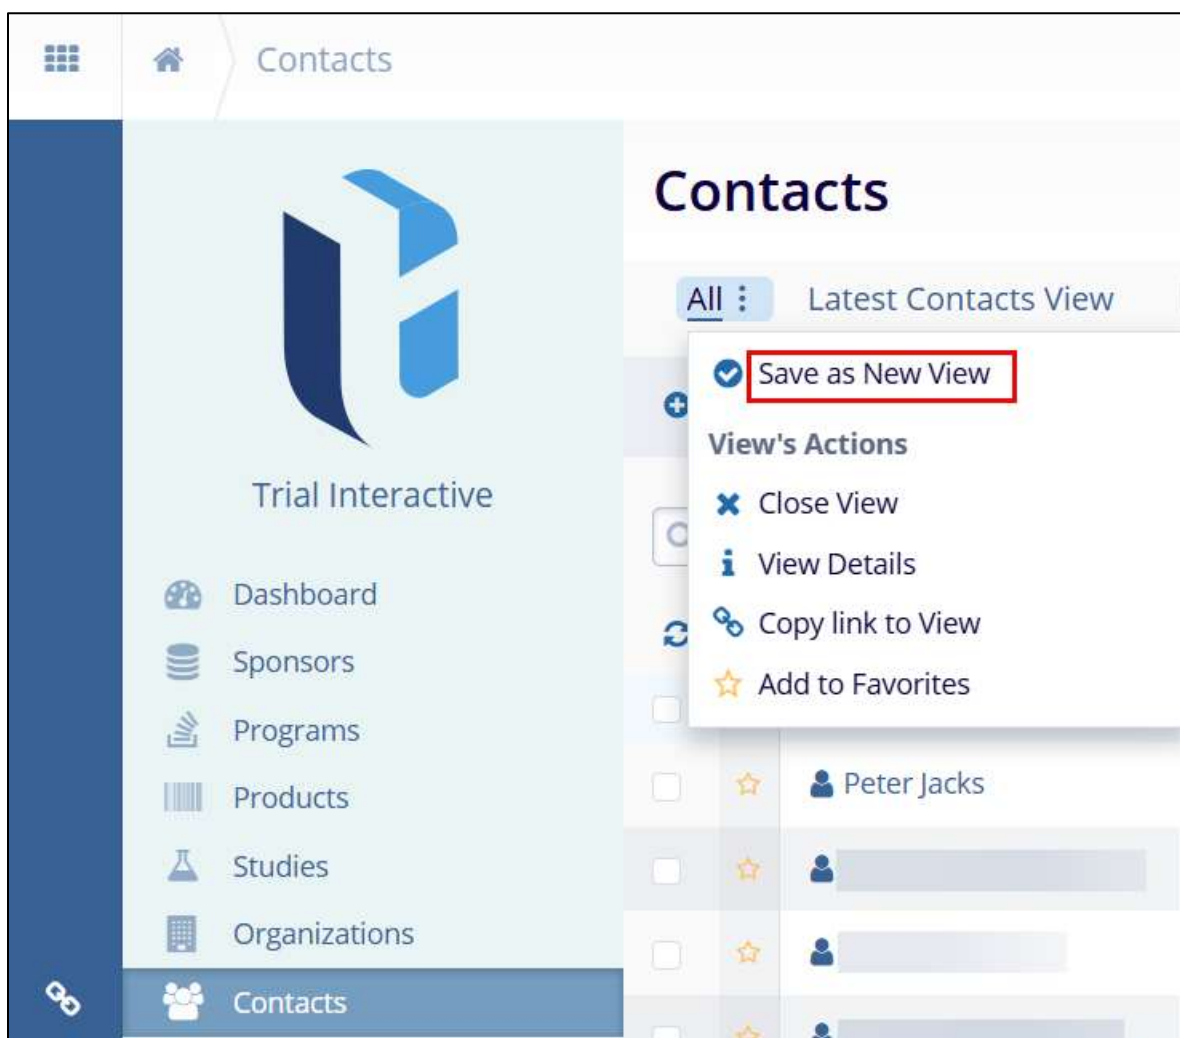 Contacts
Contacts
All Latest Contacts View
Save as New View
View's Actions
Close View
View Details
Copy link to View
Add to Favorites
Trial Interactive
Dashboard
Sponsors
Programs
Products
Studies
Organizations
Contacts
Peter Jacks